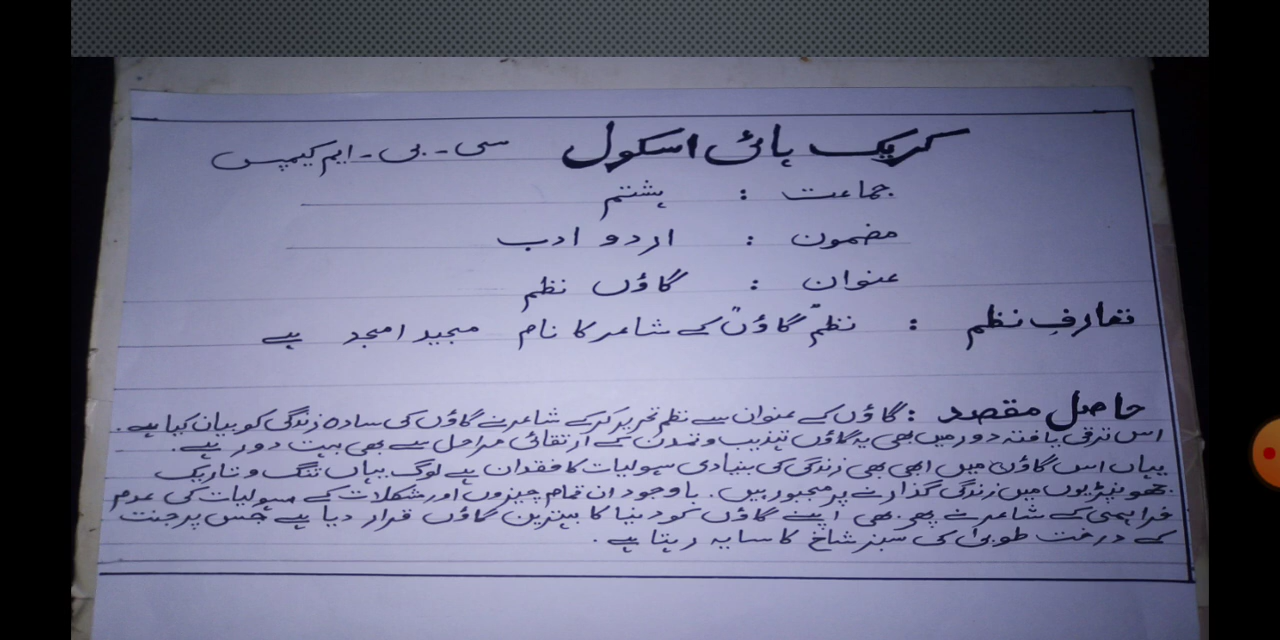 کریک ہائی اسکول سی - بی - ایم کیمپس
جماعت : ہشتم
مضمون : اردو ادب
عنوان : گاؤں نظم
تعارفِ نظم : نظم "گاؤں" کے شاعر کا نام مجید امجد ہے
حاصل مقصد : گاؤں کے عنوان سے نظم تحریر کرکے شاعر نے گاؤں کی سادہ زندگی کو بیان کیا ہے .
اس ترقی یافتہ دور میں بھی یہ گاؤں تہذیب و تمدن کے ارتقائی مراحل سے بھی بہت دور ہے .
یہاں اس گاؤں میں ابھی بھی زندگی کی بنیادی سہولیات کا فقدان ہے لوگ یہاں تنگ و تاریک
جھونپڑیوں میں زندگی گذارنے پر مجبور ہیں . باوجود ان تمام چیزوں اور مشکلات کے سہولیات کی عدم
فراہمی کے شاعر نے پھر بھی اپنے گاؤں کو دنیا کا بہترین گاؤں قرار دیا ہے جس پر جنت
کے درخت طوبیٰ کی سبز شاخ کا سایہ رہتا ہے .